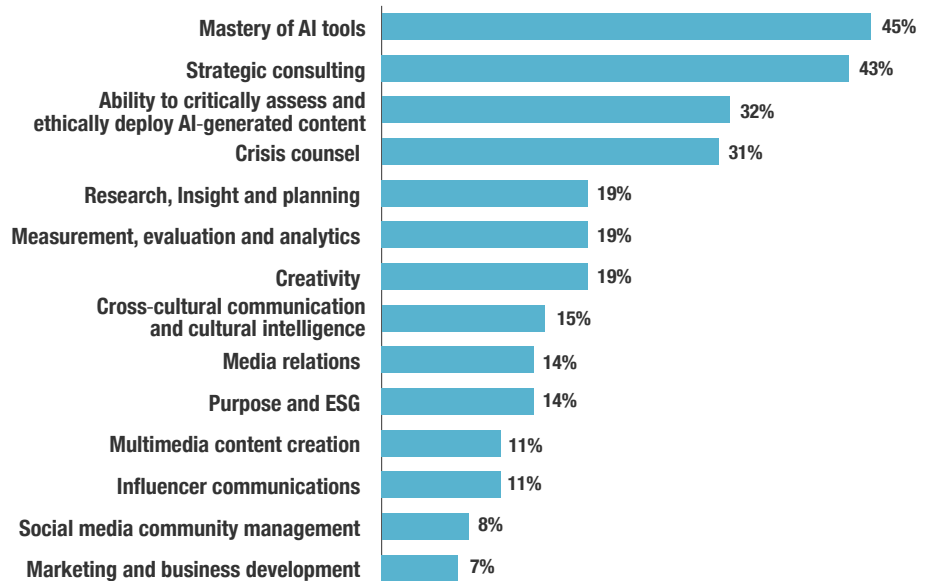 Mastery of AI tools 45%
Strategic consulting 43%
Ability to critically assess and
ethically deploy AI-generated content 32%
Crisis counsel 31%
Research, Insight and planning 19%
Measurement, evaluation and analytics 19%
Creativity 19%
Cross-cultural communication
and cultural intelligence 15%
Media relations 14%
Purpose and ESG 14%
Multimedia content creation 11%
Influencer communications 11%
Social media community management 8%
Marketing and business development 7%